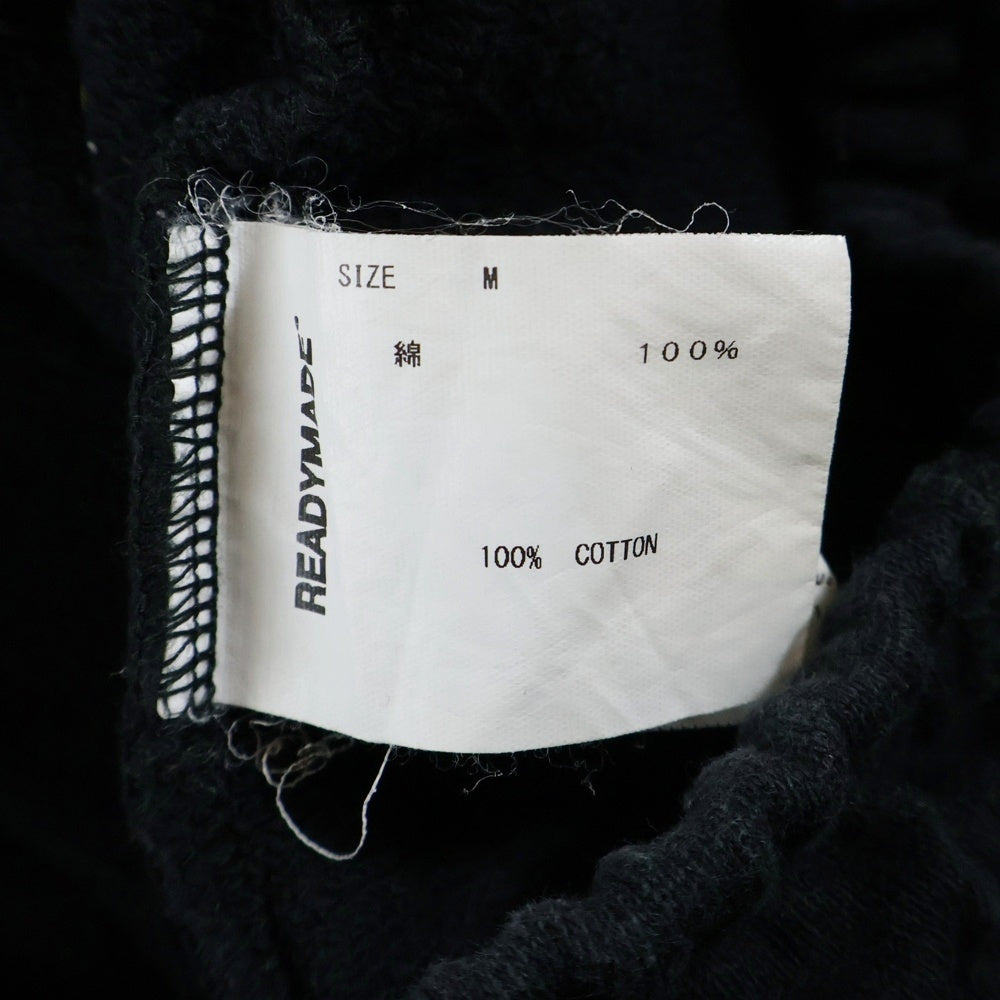 SIZE M
綿 100%
READYMADE
100% COTTON